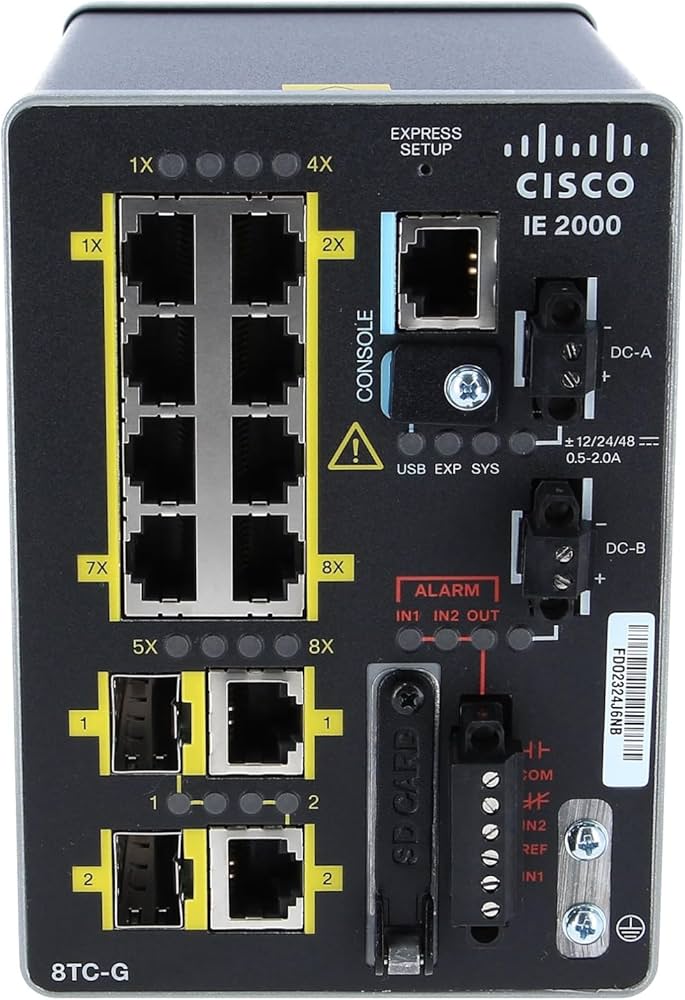 EXPRESS
SETUP
CISCO
IE 2000
1X 4X
1X 2X
CONSOLE
- DC-A +
⚠
USB EXP SYS
±12/24/48
0.5-2.0A
- DC-B +
7X 8X
ALARM
IN1 IN2 OUT
5X 8X
FDO2324J6NB
1 1
1 2
2 2
SD CARD
COM
IN2
REF
IN1
8TC-G